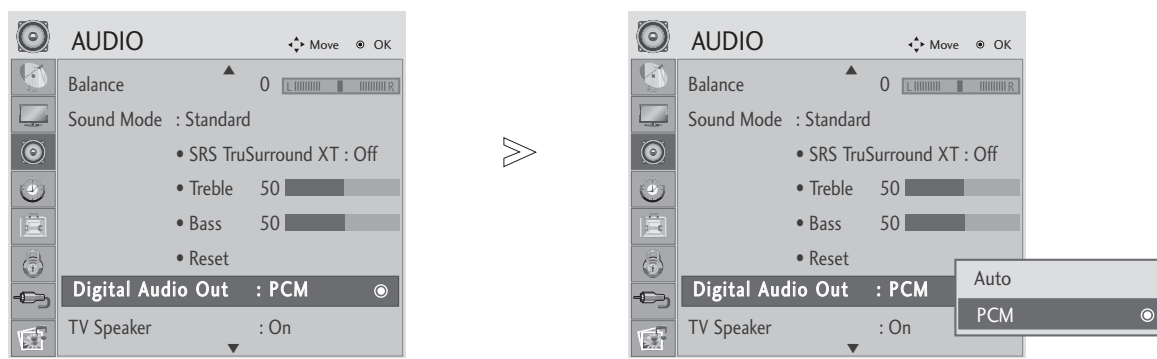 AUDIO Move OK
Balance 0 L R
Sound Mode : Standard
• SRS TruSurround XT : Off
• Treble 50
• Bass 50
• Reset
Digital Audio Out : PCM
TV Speaker : On
AUDIO Move OK
Balance 0 L R
Sound Mode : Standard
• SRS TruSurround XT : Off
• Treble 50
• Bass 50
• Reset
Digital Audio Out : PCM
TV Speaker : On
Auto
PCM